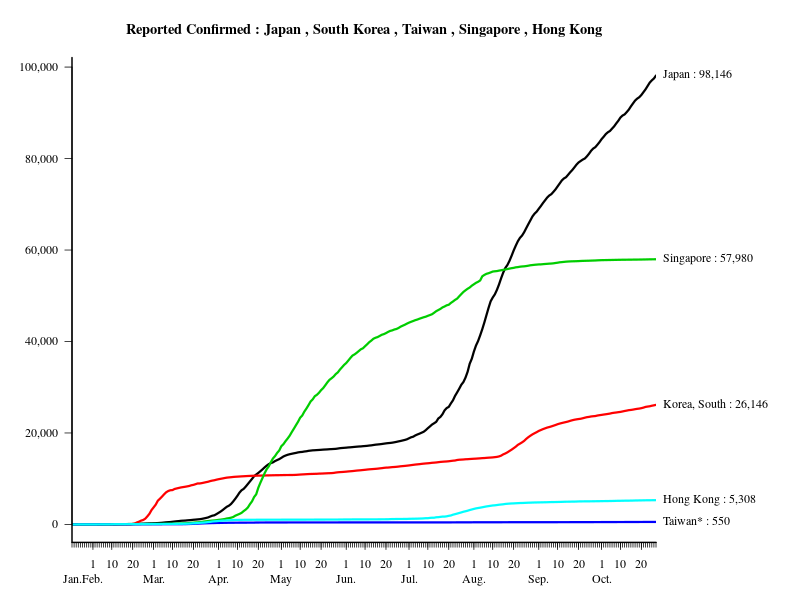 Reported Confirmed : Japan , South Korea , Taiwan , Singapore , Hong Kong
100,000
Japan : 98,146
80,000
60,000
Singapore : 57,980
40,000
Korea, South : 26,146
20,000
Hong Kong : 5,308
Taiwan* : 550
0
1 10 20 1 10 20 1 10 20 1 10 20 1 10 20 1 10 20 1 10 20 1 10 20 1 10 20
Jan.Feb. Mar. Apr. May Jun. Jul. Aug. Sep. Oct.